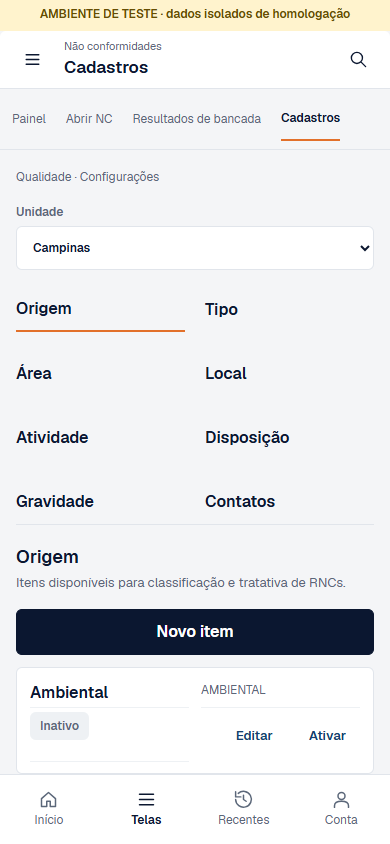 AMBIENTE DE TESTE · dados isolados de homologação
Não conformidades
Cadastros
Painel Abrir NC Resultados de bancada Cadastros
Qualidade · Configurações
Unidade
Campinas
Origem Tipo
Área Local
Atividade Disposição
Gravidade Contatos
Origem
Itens disponíveis para classificação e tratativa de RNCs.
Novo item
Ambiental AMBIENTAL
Inativo Editar Ativar
Início Telas Recentes Conta